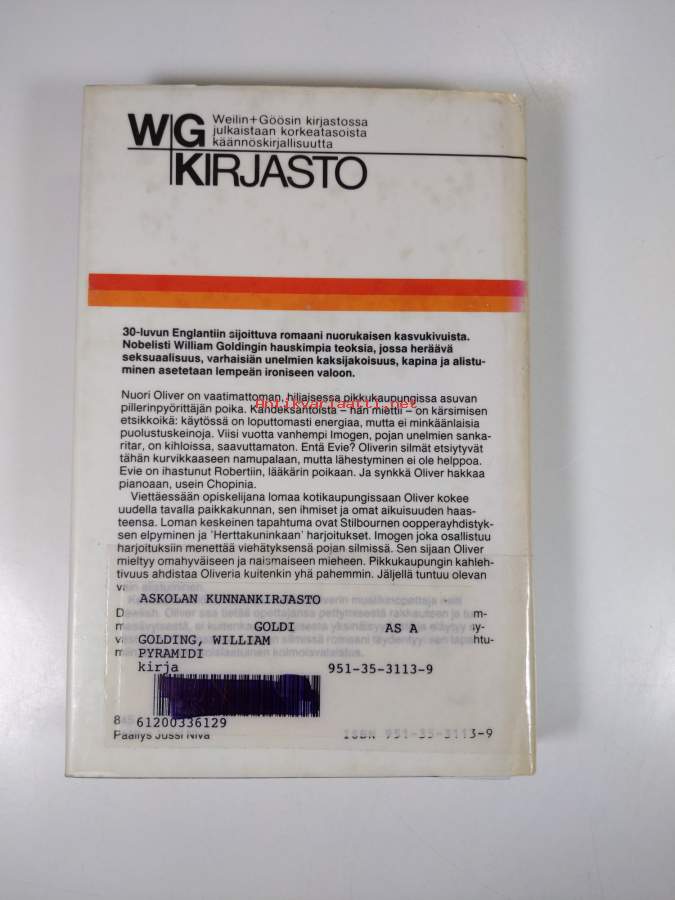 WG
KIRJASTO
Weilin+Göösin kirjastossa
julkaistaan korkeatasoista
käännöskirjallisuutta
30-luvun Englantiin sijoittuva romaani nuorukaisen kasvukivuista.
Nobelisti William Goldingin hauskimpia teoksia, jossa heräävä
seksuaalisuus, varhaisiän unelmien kaksijakoisuus, kapina ja alistu-
minen asetetaan lempeän ironiseen valoon.
Nuori Oliver on vaatimattoman, hiljaisessa pikkukaupungissa asuvan
pillerinpyörittäjän poika. Kahdeksantoista – hän miettii – on kärsimisen
antikvariaatti.net
etsikkoikä: käytössä on loputtomasti energiaa, mutta ei minkäänlaisia
puolustuskeinoja. Viisi vuotta vanhempi Imogen, pojan unelmien sanka-
ritar, on kihloissa, saavuttamaton. Entä Evie? Oliverin silmät etsiytyvät
tähän kurvikkaaseen namupalaan, mutta lähestyminen ei ole helppoa.
Evie on ihastunut Robertiin, lääkärin poikaan. Ja synkkä Oliver hakkaa
pianoaan, usein Chopinia.
Viettäessään opiskelijana lomaa kotikaupungissaan Oliver kokee
uudella tavalla paikkakunnan, sen ihmiset ja omat aikuisuuden haas-
teensa. Loman keskeinen tapahtuma ovat Stilbournen oopperayhdistyk-
sen elpyminen ja 'Herttakuninkaan' harjoitukset. Imogen joka osallistuu
harjoituksiin menettää viehätyksensä pojan silmissä. Sen sijaan Oliver
mieltyy omahyväiseen ja naismaiseen mieheen. Pikkukaupungin kahleh-
tivuus ahdistaa Oliveria kuitenkin yhä pahemmin. Jäljellä tuntuu olevan
ASKOLAN KUNNANKIRJASTO
GOLDI AS A
GOLDING, WILLIAM
PYRAMIDI
kirja 951-35-3113-9
61200336129
Päällys Jussi Niva ISBN 951-35-3113-9